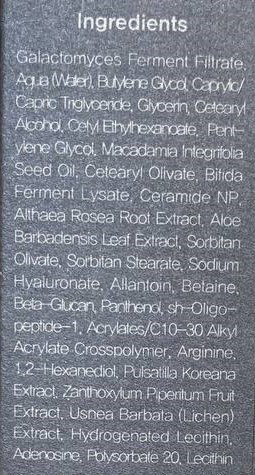 Ingredients
Galactomyces Ferment Filtrate,
Aqua (Water), Butylene Glycol, Caprylic/
Capric Triglyceride, Glycerin, Cetearyl
Alcohol, Cetyl Ethylhexanoate, Pent-
ylene Glycol, Macadamia Integrifolia
Seed Oil, Cetearyl Olivate, Bifida
Ferment Lysate, Ceramide NP,
Althaea Rosea Root Extract, Aloe
Barbadensis Leaf Extract, Sorbitan
Olivate, Sorbitan Stearate, Sodium
Hyaluronate, Allantoin, Betaine,
Beta-Glucan, Panthenol, sh-Oligo-
peptide-1, Acrylates/C10-30 Alkyl
Acrylate Crosspolymer, Arginine,
1,2-Hexanediol, Pulsatilla Koreana
Extract, Zanthoxylum Piperitum Fruit
Extract, Usnea Barbata (Lichen)
Extract, Hydrogenated Lecithin,
Adenosine, Polysorbate 20, Lecithin